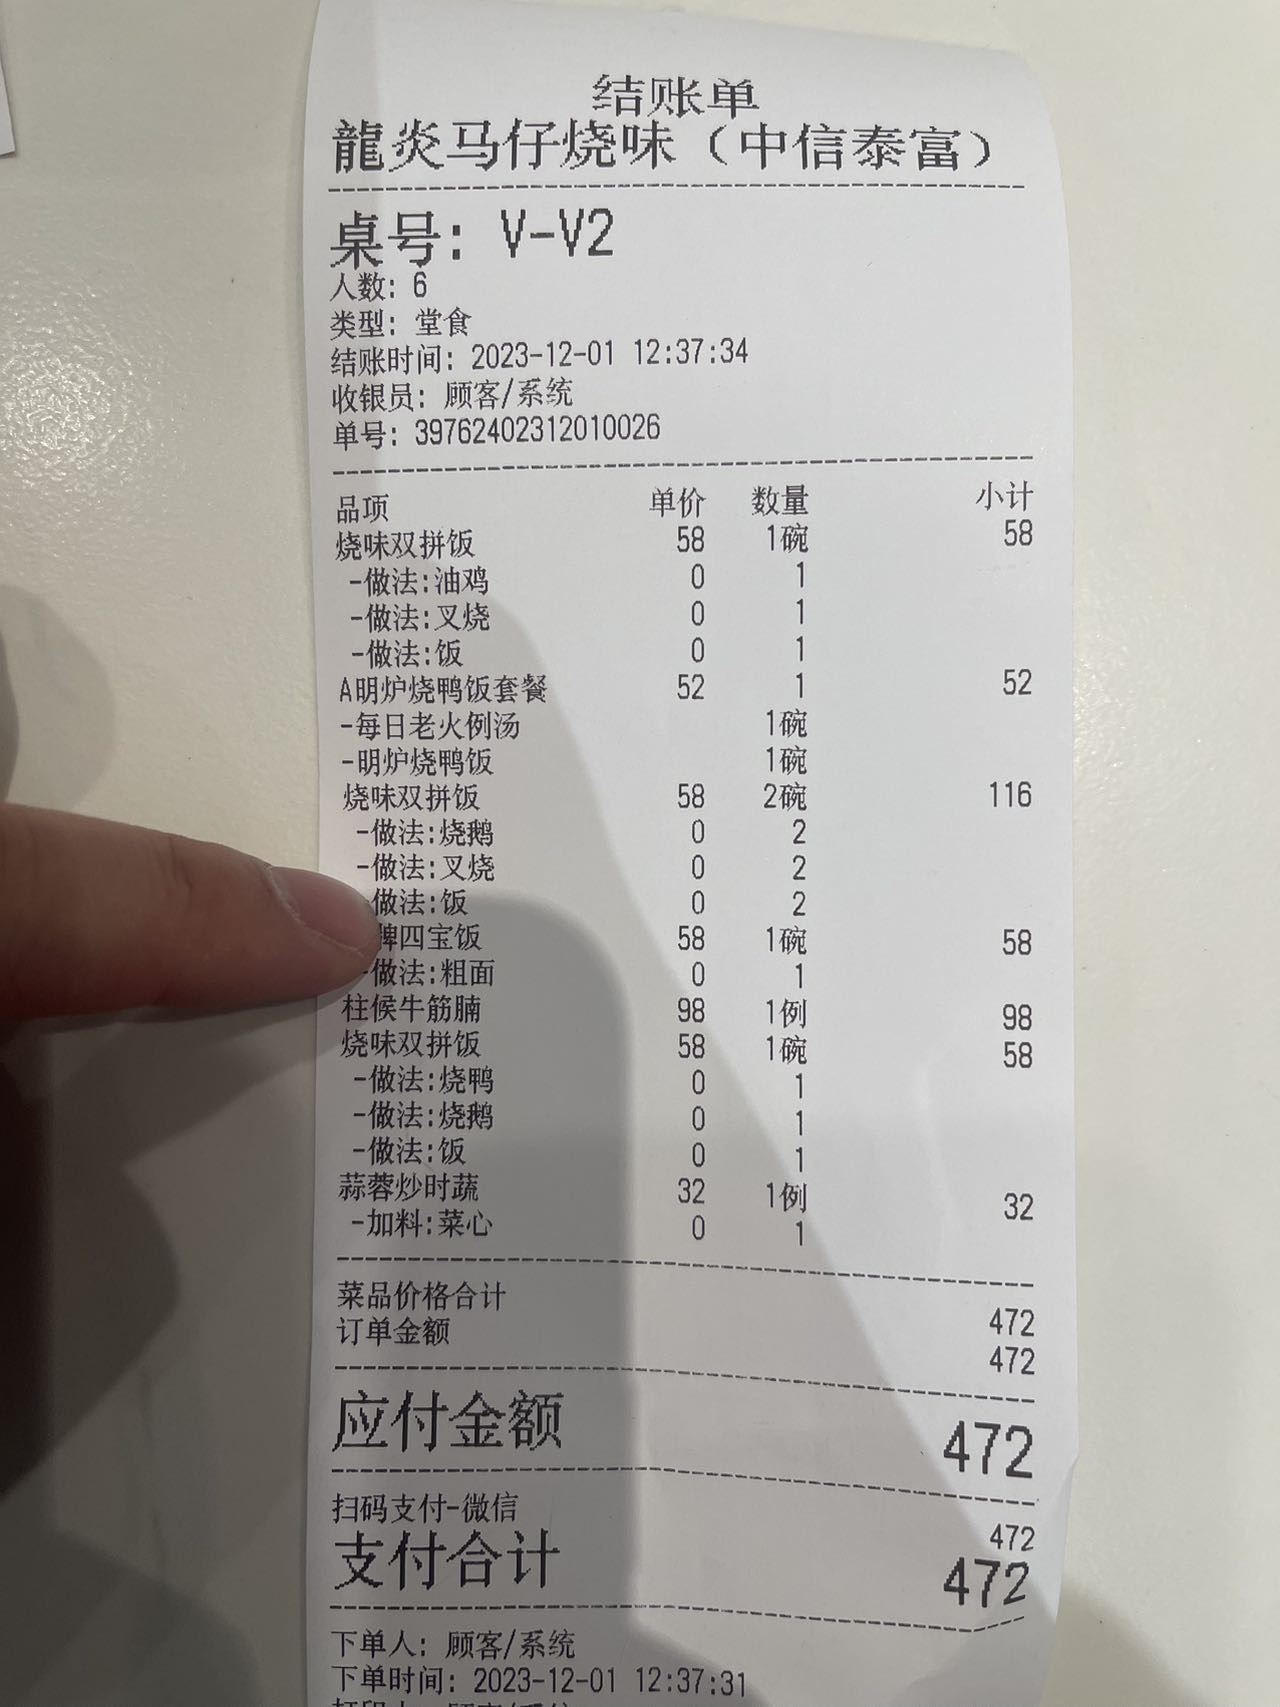 结账单
龍炎马仔烧味（中信泰富）
桌号: V-V2
人数: 6
类型: 堂食
结账时间: 2023-12-01 12:37:34
收银员: 顾客/系统
单号: 39762402312010026
品项 单价 数量 小计
烧味双拼饭 58 1碗 58
-做法:油鸡 0 1
-做法:叉烧 0 1
-做法:饭 0 1
A明炉烧鸭饭套餐 52 1 52
-每日老火例汤 1碗
-明炉烧鸭饭 1碗
烧味双拼饭 58 2碗 116
-做法:烧鹅 0 2
-做法:叉烧 0 2
做法:饭 0 2
牌四宝饭 58 1碗 58
-做法:粗面 0 1
柱候牛筋腩 98 1例 98
烧味双拼饭 58 1碗 58
-做法:烧鸭 0 1
-做法:烧鹅 0 1
-做法:饭 0 1
蒜蓉炒时蔬 32 1例 32
-加料:菜心 0 1
菜品价格合计 472
订单金额 472
应付金额 472
扫码支付-微信 472
支付合计 472
下单人: 顾客/系统
下单时间: 2023-12-01 12:37:31